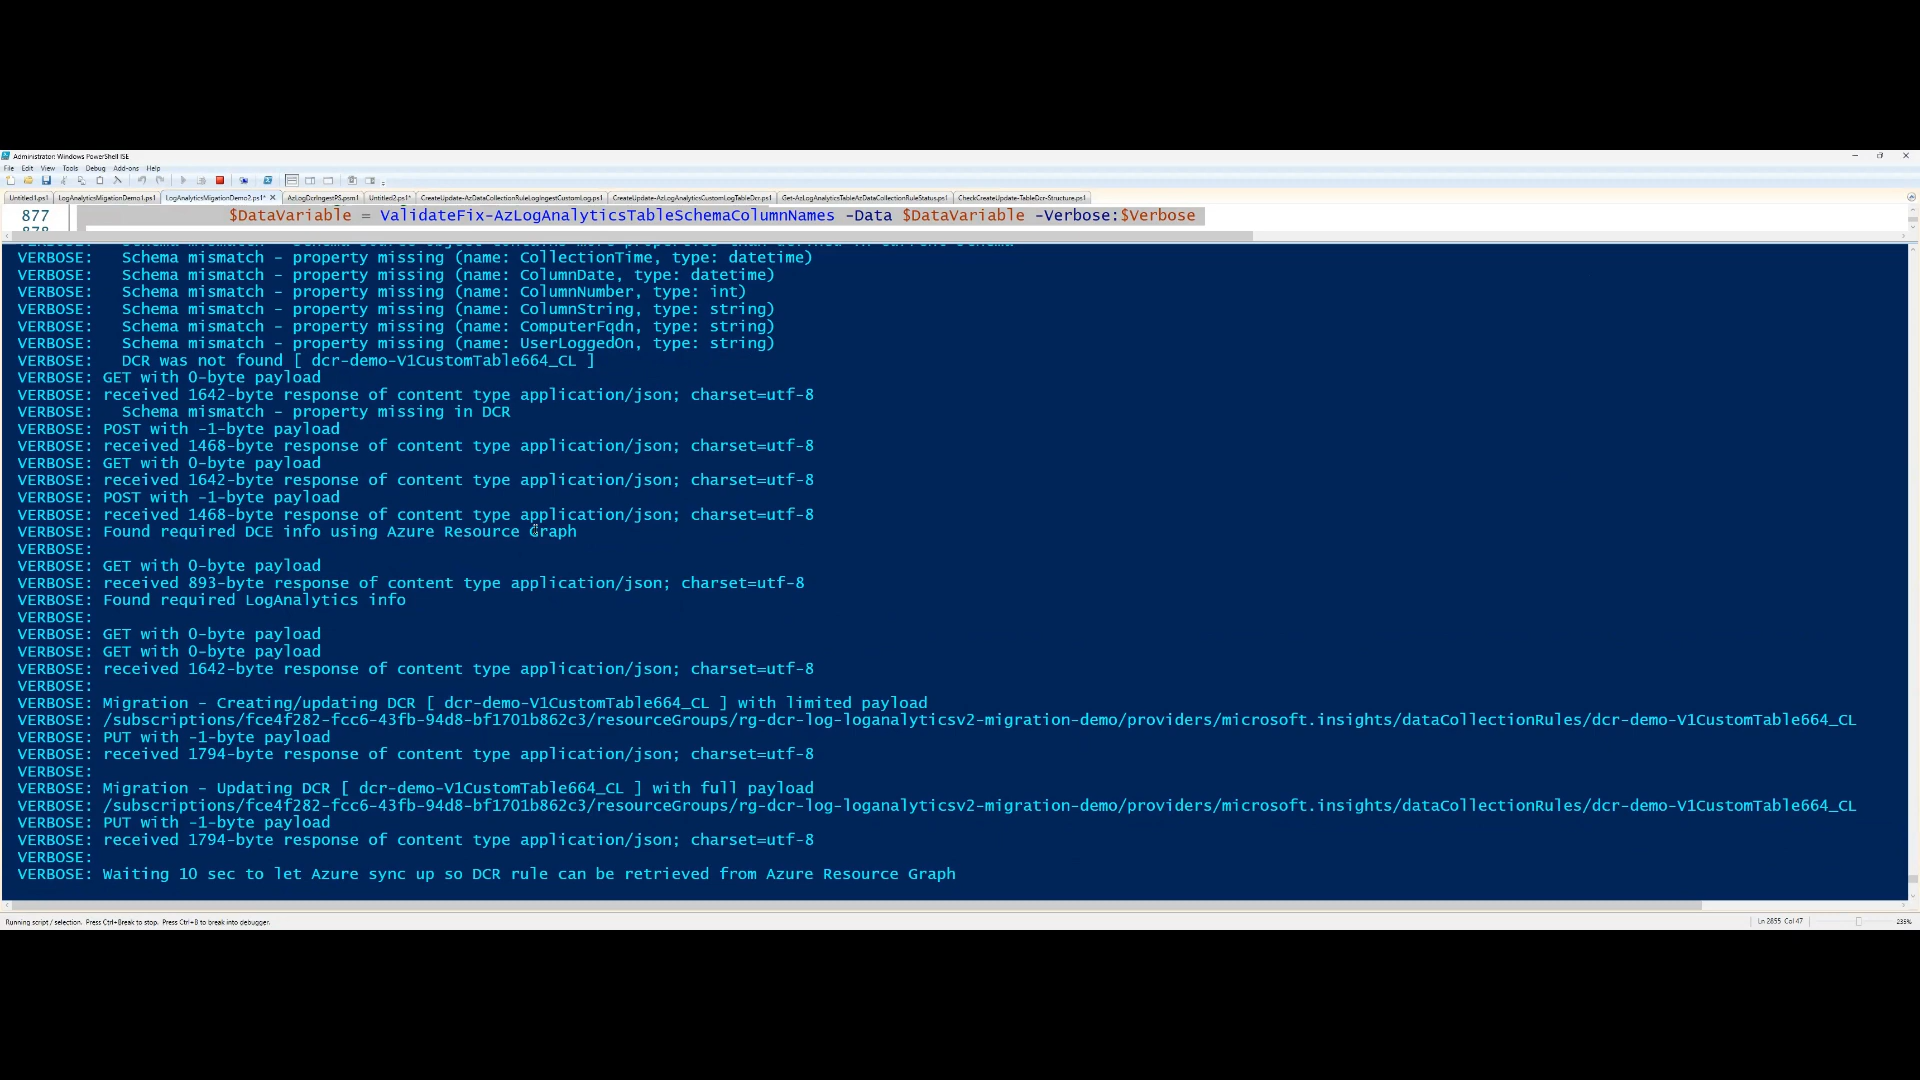 Administrator: Windows PowerShell ISE
File Edit View Tools Debug Add-ons Help
Untitled1.ps1 LogAnalyticsMigationDemo1.ps1 LogAnalyticsMigationDemo2.ps1* X AzLogDcrIngestPS.psm1 Untitled2.ps1* CreateUpdate-AzDataCollectionRuleLogIngestCustomLog.ps1 CreateUpdate-AzLogAnalyticsCustomLogTableDcr.ps1 Get-AzLogAnalyticsTableAzDataCollectionRuleStatus.ps1 CheckCreateUpdate-TableDcr-Structure.ps1
877 $DataVariable = ValidateFix-AzLogAnalyticsTableSchemaColumnNames -Data $DataVariable -Verbose:$Verbose
878
VERBOSE: Schema mismatch - Schema source object contains more properties than defined in current schema
VERBOSE: Schema mismatch - property missing (name: CollectionTime, type: datetime)
VERBOSE: Schema mismatch - property missing (name: ColumnDate, type: datetime)
VERBOSE: Schema mismatch - property missing (name: ColumnNumber, type: int)
VERBOSE: Schema mismatch - property missing (name: ColumnString, type: string)
VERBOSE: Schema mismatch - property missing (name: ComputerFqdn, type: string)
VERBOSE: Schema mismatch - property missing (name: UserLoggedOn, type: string)
VERBOSE: DCR was not found [ dcr-demo-V1CustomTable664_CL ]
VERBOSE: GET with 0-byte payload
VERBOSE: received 1642-byte response of content type application/json; charset=utf-8
VERBOSE: Schema mismatch - property missing in DCR
VERBOSE: POST with -1-byte payload
VERBOSE: received 1468-byte response of content type application/json; charset=utf-8
VERBOSE: GET with 0-byte payload
VERBOSE: received 1642-byte response of content type application/json; charset=utf-8
VERBOSE: POST with -1-byte payload
VERBOSE: received 1468-byte response of content type application/json; charset=utf-8
VERBOSE: Found required DCE info using Azure Resource Graph
VERBOSE:
VERBOSE: GET with 0-byte payload
VERBOSE: received 893-byte response of content type application/json; charset=utf-8
VERBOSE: Found required LogAnalytics info
VERBOSE:
VERBOSE: GET with 0-byte payload
VERBOSE: GET with 0-byte payload
VERBOSE: received 1642-byte response of content type application/json; charset=utf-8
VERBOSE:
VERBOSE: Migration - Creating/updating DCR [ dcr-demo-V1CustomTable664_CL ] with limited payload
VERBOSE: /subscriptions/fce4f282-fcc6-43fb-94d8-bf1701b862c3/resourceGroups/rg-dcr-log-loganalyticsv2-migration-demo/providers/microsoft.insights/dataCollectionRules/dcr-demo-V1CustomTable664_CL
VERBOSE: PUT with -1-byte payload
VERBOSE: received 1794-byte response of content type application/json; charset=utf-8
VERBOSE:
VERBOSE: Migration - Updating DCR [ dcr-demo-V1CustomTable664_CL ] with full payload
VERBOSE: /subscriptions/fce4f282-fcc6-43fb-94d8-bf1701b862c3/resourceGroups/rg-dcr-log-loganalyticsv2-migration-demo/providers/microsoft.insights/dataCollectionRules/dcr-demo-V1CustomTable664_CL
VERBOSE: PUT with -1-byte payload
VERBOSE: received 1794-byte response of content type application/json; charset=utf-8
VERBOSE:
VERBOSE: Waiting 10 sec to let Azure sync up so DCR rule can be retrieved from Azure Resource Graph
Running script / selection. Press Ctrl+Break to stop. Press Ctrl+B to break into debugger.
Ln 2855 Col 47
235%